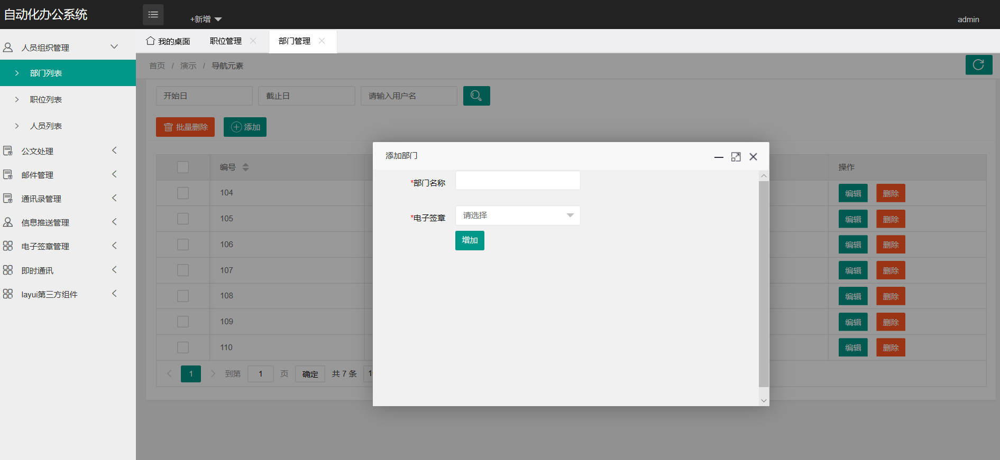 自动化办公系统
+新增
admin
人员组织管理
部门列表
职位列表
人员列表
公文处理
邮件管理
通讯录管理
信息推送管理
电子签章管理
即时通讯
layui第三方组件
我的桌面 职位管理 部门管理
首页 / 演示 / 导航元素
开始日 截止日 请输入用户名
批量删除 添加
编号 操作
104 编辑 删除
105 编辑 删除
106 编辑 删除
107 编辑 删除
108 编辑 删除
109 编辑 删除
110 编辑 删除
1 到第 1 页 确定 共 7 条
添加部门
*部门名称
*电子签章 请选择
增加